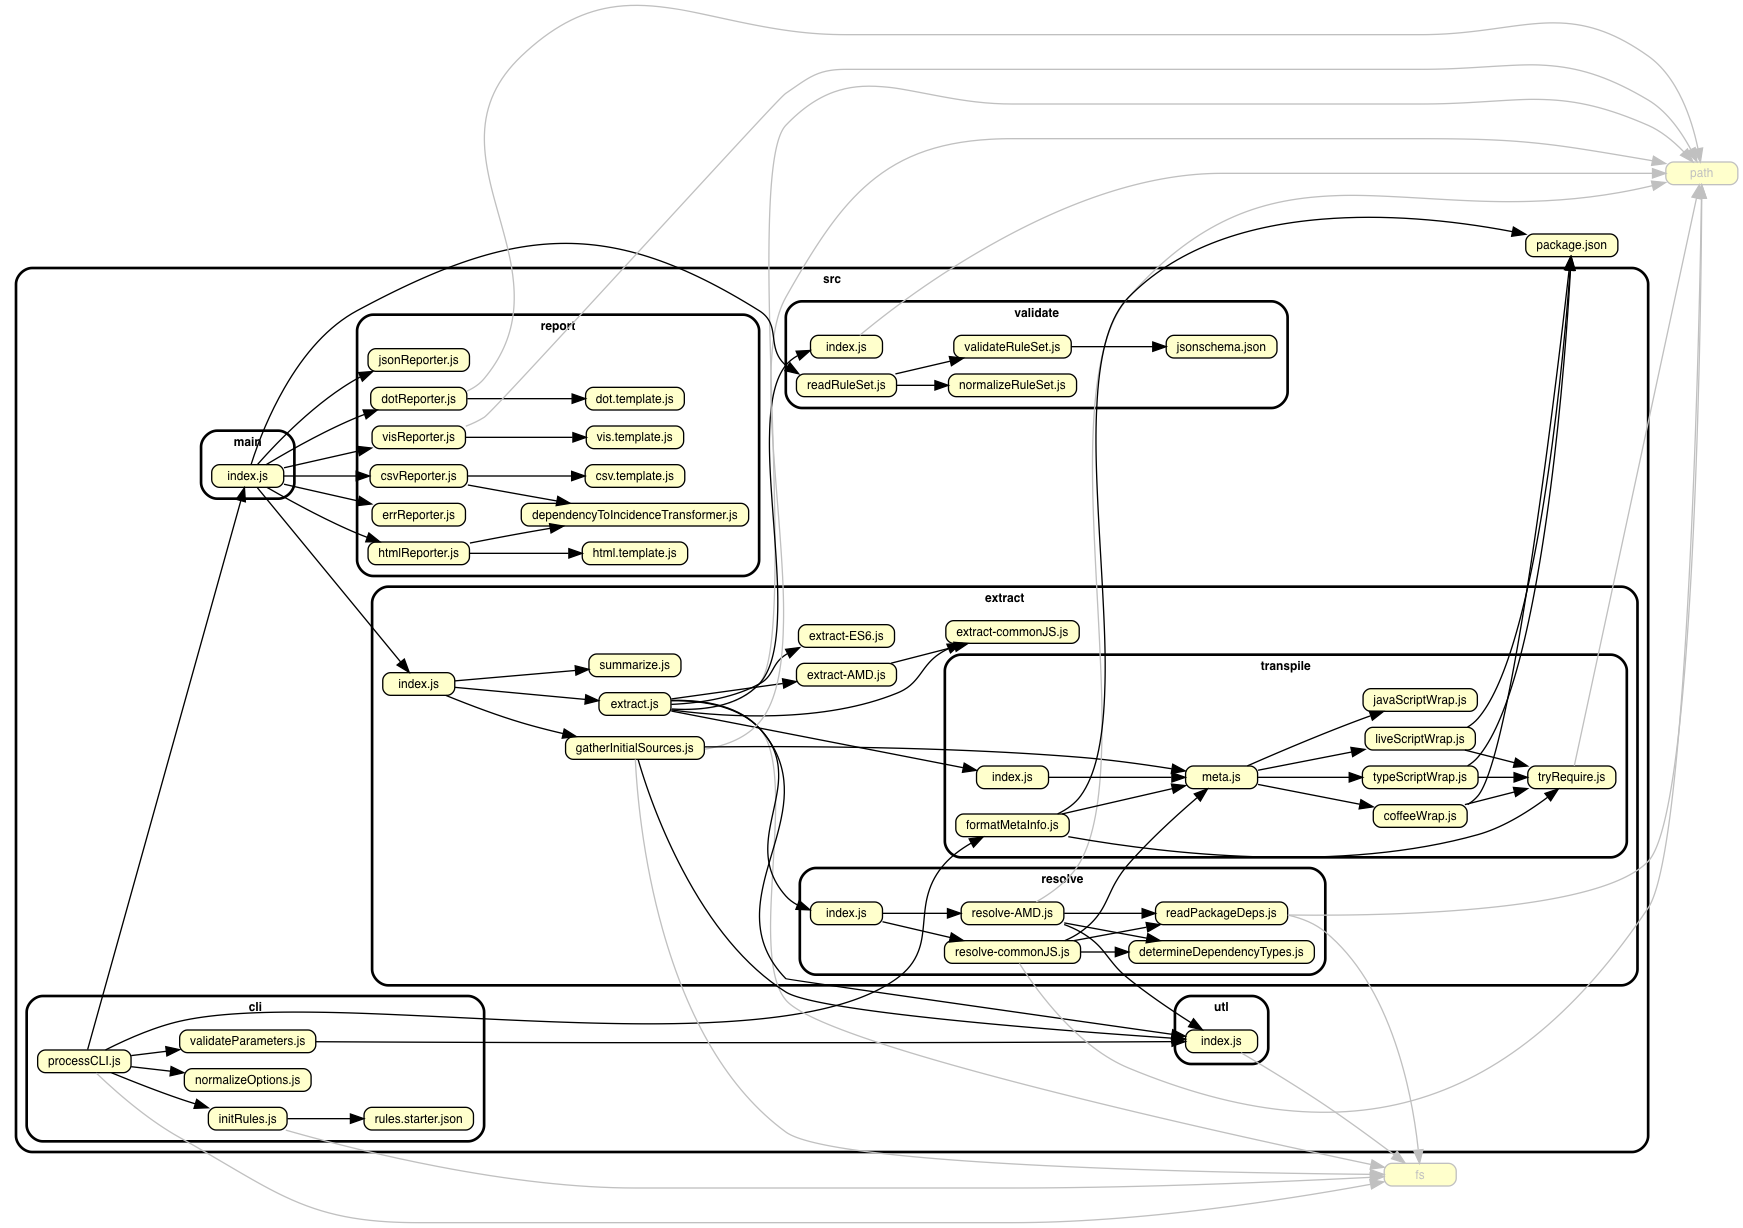 path
package.json
src
validate
index.js
validateRuleSet.js
jsonschema.json
readRuleSet.js
normalizeRuleSet.js
report
jsonReporter.js
dotReporter.js
dot.template.js
visReporter.js
vis.template.js
csvReporter.js
csv.template.js
errReporter.js
dependencyToIncidenceTransformer.js
htmlReporter.js
html.template.js
main
index.js
extract
index.js
summarize.js
extract.js
gatherInitialSources.js
extract-ES6.js
extract-commonJS.js
extract-AMD.js
transpile
javaScriptWrap.js
liveScriptWrap.js
index.js
meta.js
typeScriptWrap.js
tryRequire.js
coffeeWrap.js
formatMetaInfo.js
resolve
index.js
resolve-AMD.js
readPackageDeps.js
resolve-commonJS.js
determineDependencyTypes.js
cli
processCLI.js
validateParameters.js
normalizeOptions.js
initRules.js
rules.starter.json
utl
index.js
fs